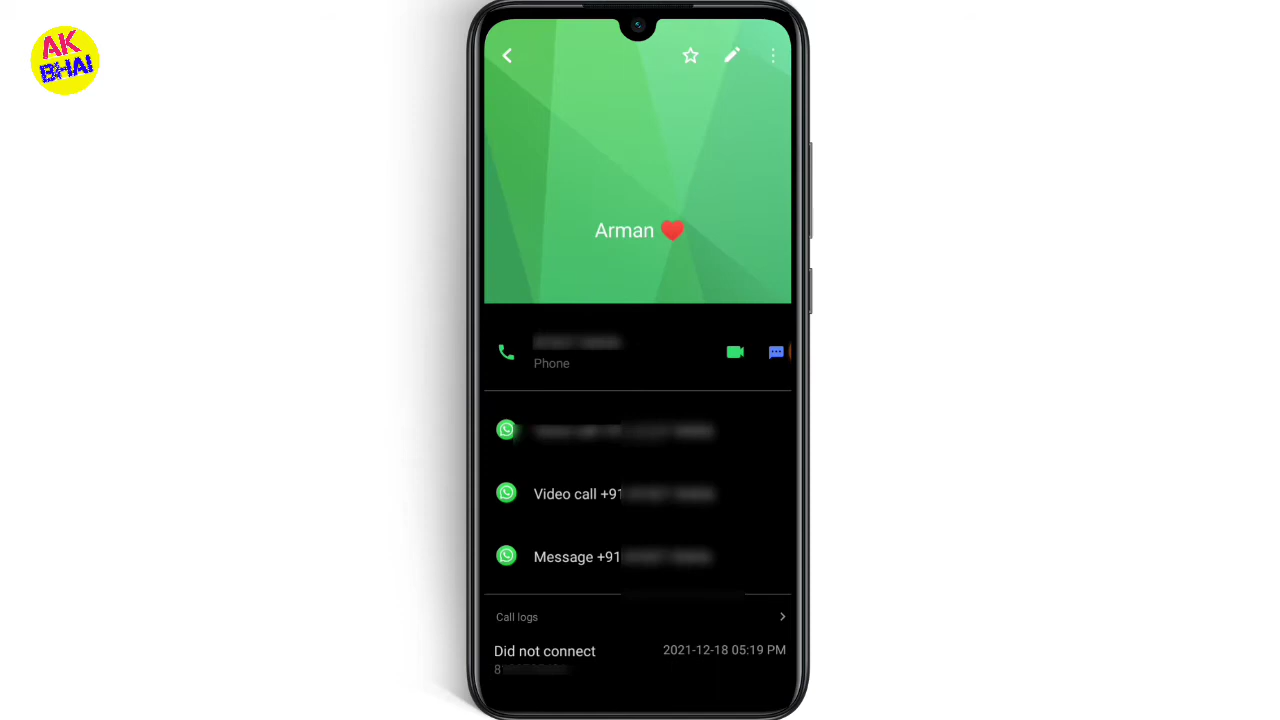 AK
BHAI
Arman ❤️
Phone
Video call +91
Message +91
Call logs
Did not connect
2021-12-18 05:19 PM
8